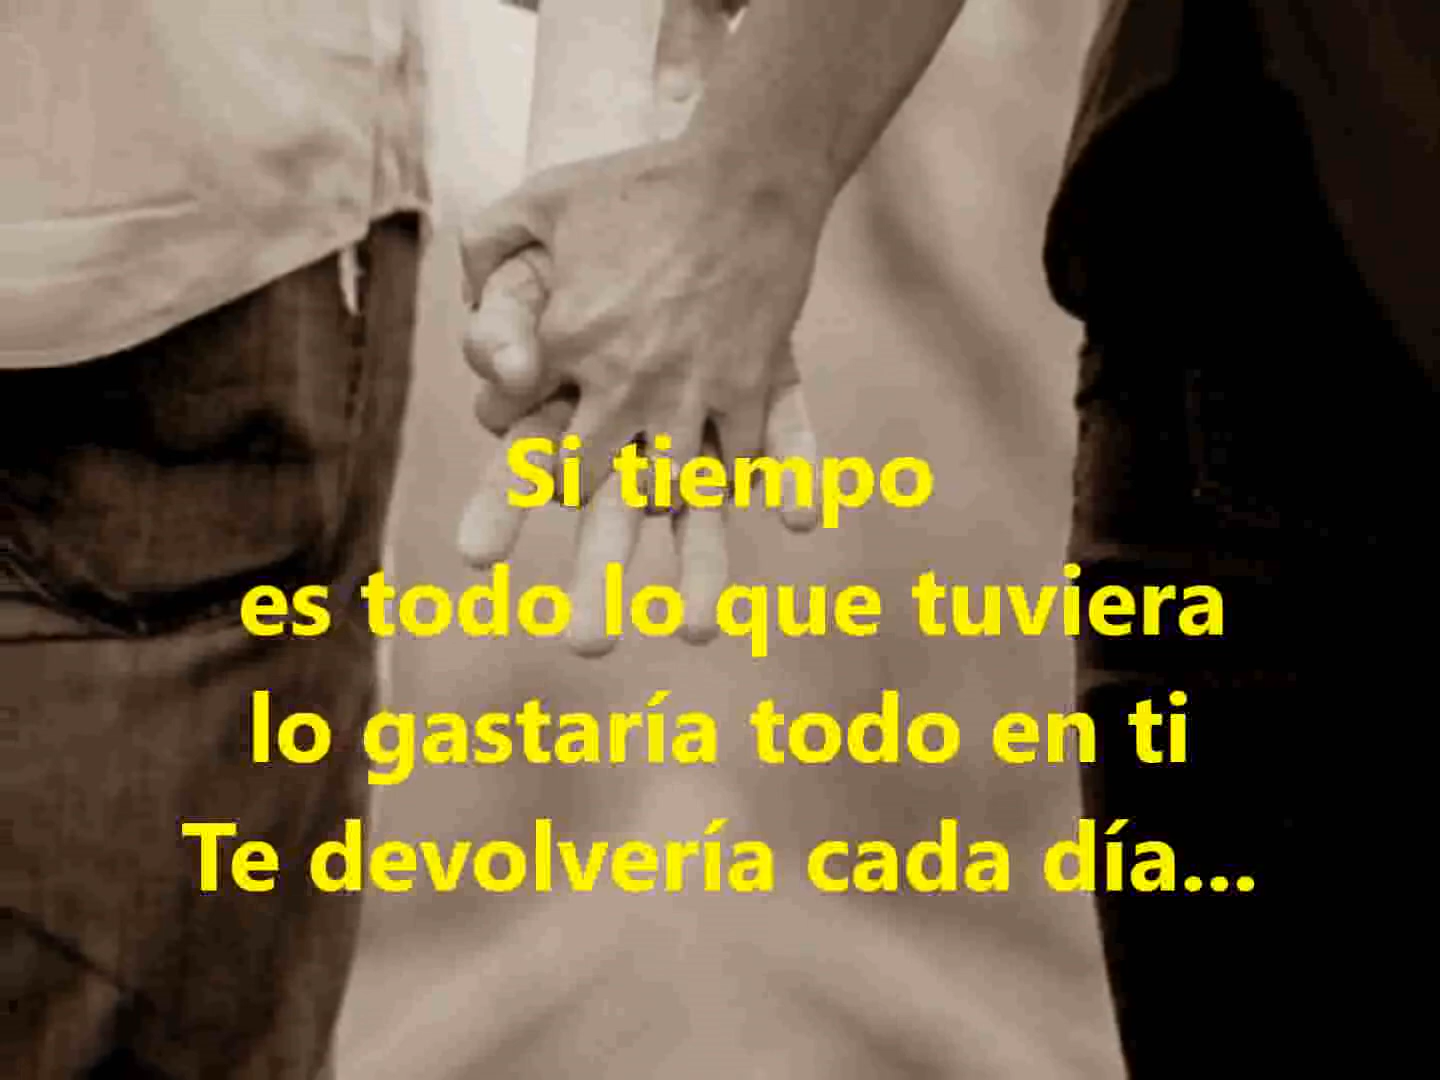 Si tiempo
es todo lo que tuviera
lo gastaría todo en ti
Te devolvería cada día...